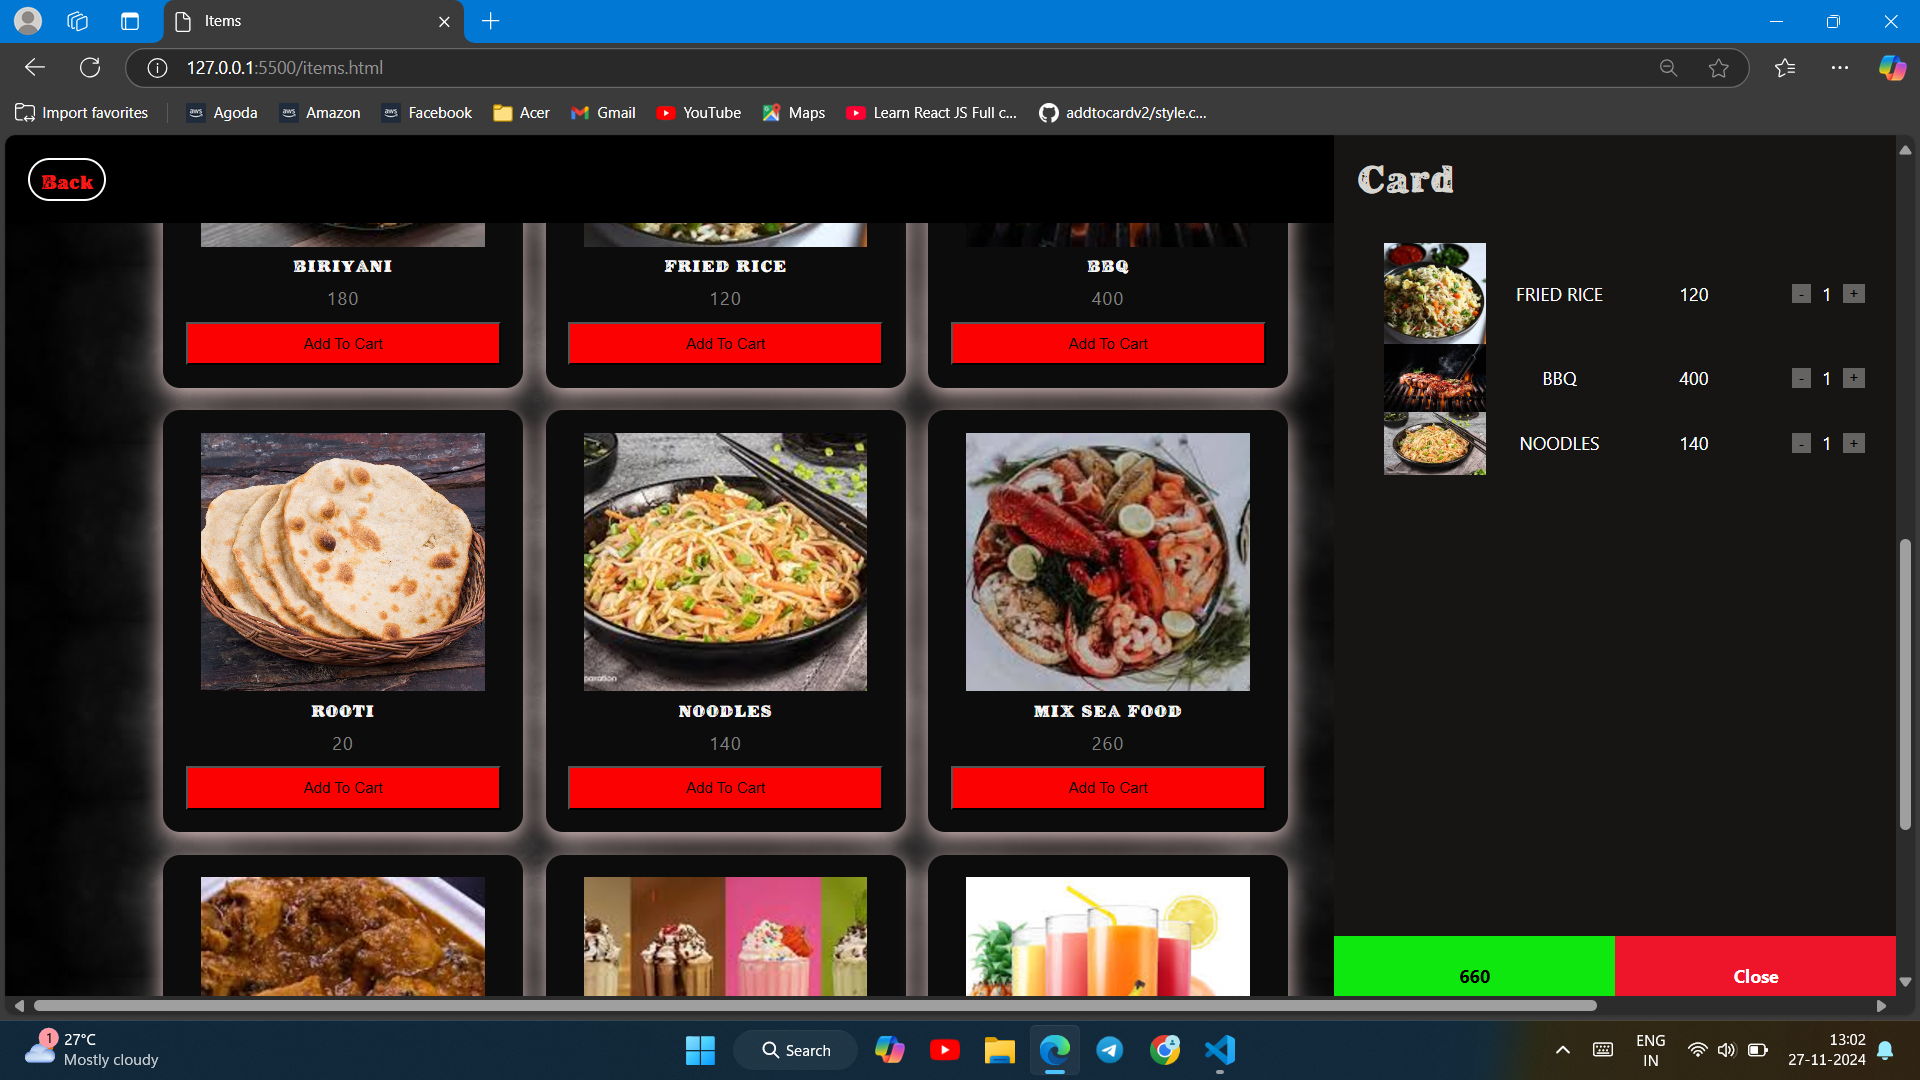 Items
127.0.0.1:5500/items.html
Import favorites
Agoda
Amazon
Facebook
Acer
Gmail
YouTube
Maps
Learn React JS Full c...
addtocardv2/style.c...
Back
Card
BIRIYANI
FRIED RICE
BBQ
180
120
400
Add To Cart
Add To Cart
Add To Cart
FRIED RICE 120 - 1 +
BBQ 400 - 1 +
NOODLES 140 - 1 +
paration
ROOTI
NOODLES
MIX SEA FOOD
20
140
260
Add To Cart
Add To Cart
Add To Cart
660
Close
1
27°C
Mostly cloudy
Search
ENG
IN
13:02
27-11-2024